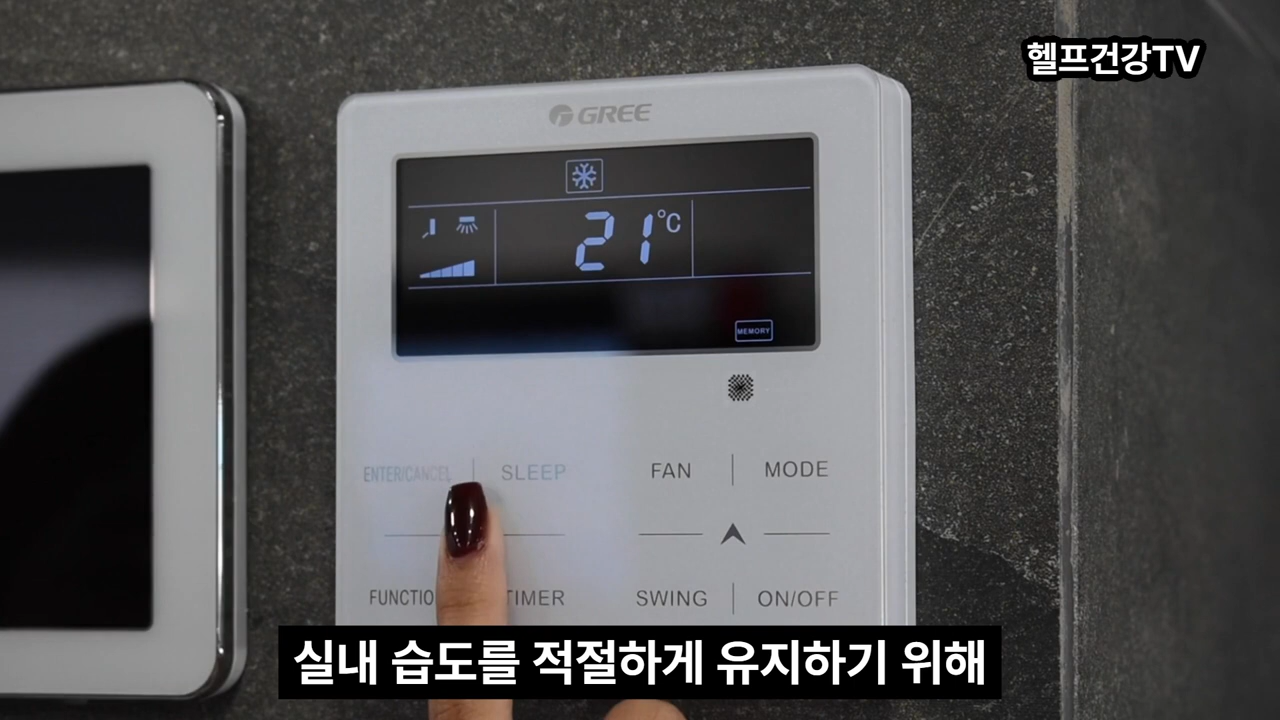 헬프건강TV
GREE
21°C
MEMORY
ENTER/CANCEL
SLEEP
FAN
MODE
FUNCTIO
TIMER
SWING
ON/OFF
실내 습도를 적절하게 유지하기 위해